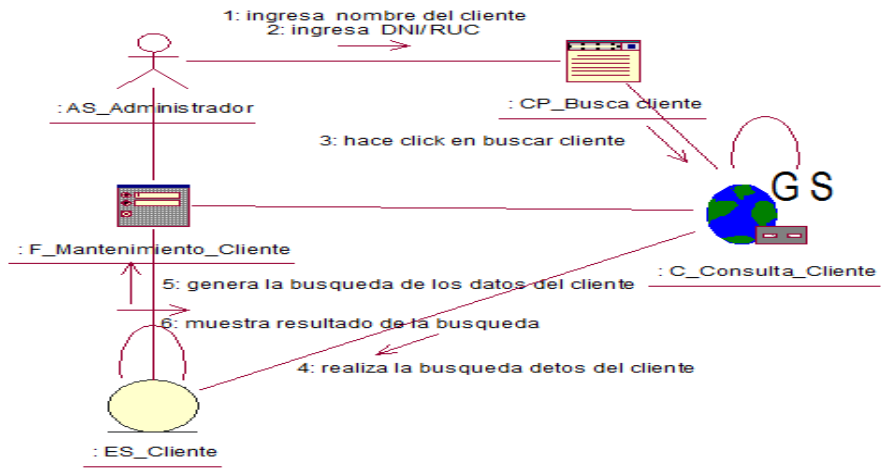 1: ingresa nombre del cliente
2: ingresa DNI/RUC
: AS_Administrador
: CP_Busca cliente
3: hace click en buscar cliente
GS
: F_Mantenimiento_Cliente
: C_Consulta_Cliente
5: genera la busqueda de los datos del cliente
6: muestra resultado de la busqueda
4: realiza la busqueda detos del cliente
: ES_Cliente